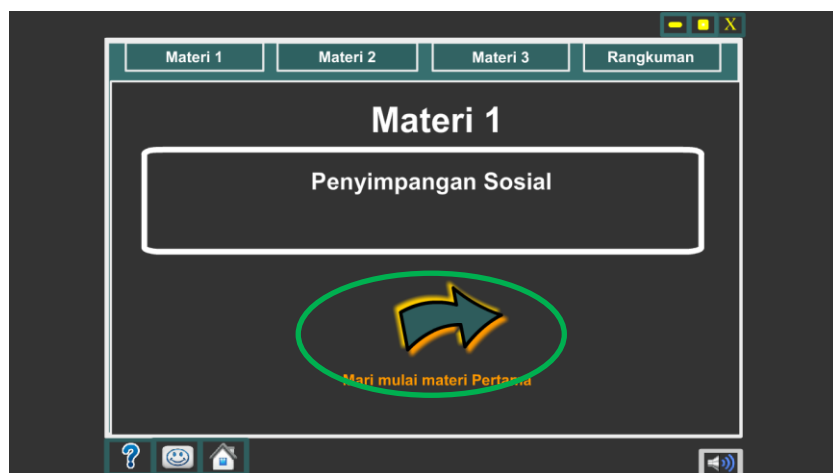 X
Materi 1
Materi 2
Materi 3
Rangkuman
Materi 1
Penyimpangan Sosial
Mari mulai materi Pertama
?